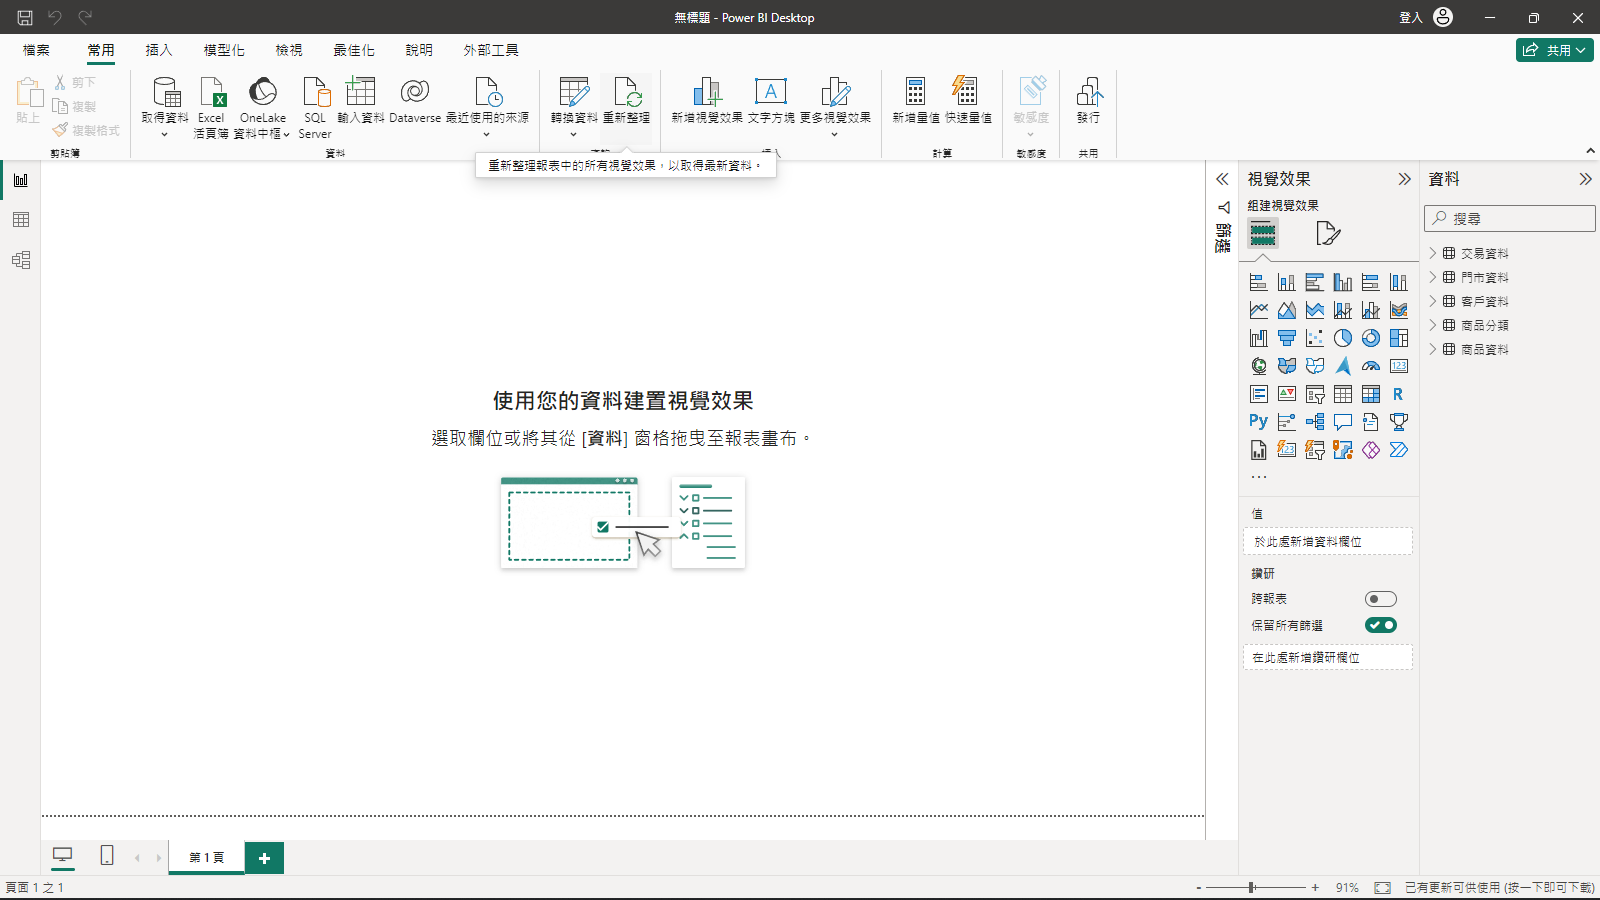 無標題 - Power BI Desktop
登入
檔案 常用 插入 模型化 檢視 最佳化 說明 外部工具
共用
貼上
剪下
複製
複製格式
剪貼簿
取得資料
Excel
活頁簿
OneLake
資料中樞
SQL
Server
輸入資料
Dataverse
最近使用的來源
資料
轉換資料
重新整理
新增視覺效果
文字方塊
更多視覺效果
新增量值
快速量值
計算
敏感度
敏感度
發行
共用
重新整理報表中的所有視覺效果，以取得最新資料。
使用您的資料建置視覺效果
選取欄位或將其從 [資料] 窗格拖曳至報表畫布。
篩選
視覺效果
組建視覺效果
123
R
Py
123
...
值
於此處新增資料欄位
鑽研
跨報表
保留所有篩選
在此處新增鑽研欄位
資料
搜尋
交易資料
門市資料
客戶資料
商品分類
商品資料
第 1 頁
頁面 1 之 1
- + 91%
已有更新可供使用 (按一下即可下載)